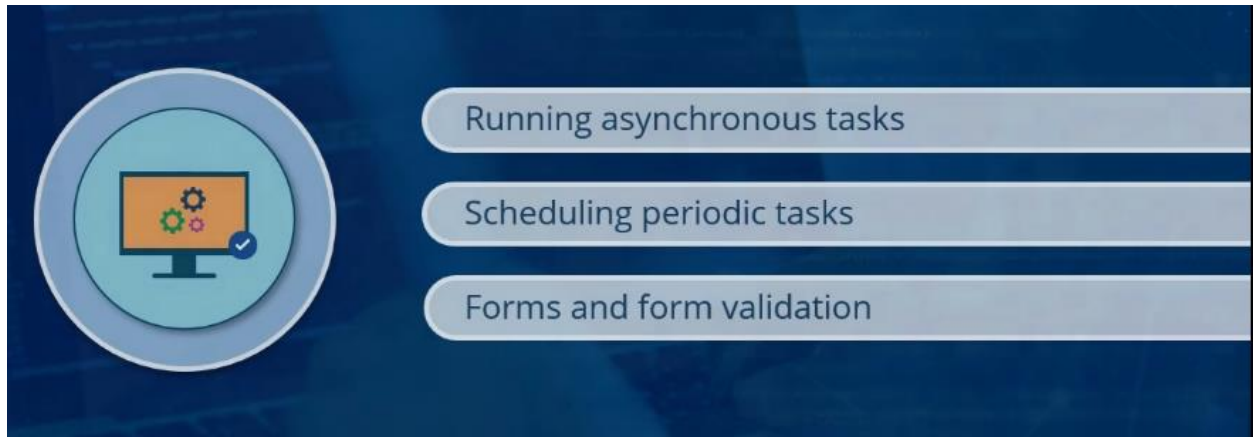 Running asynchronous tasks
Scheduling periodic tasks
Forms and form validation